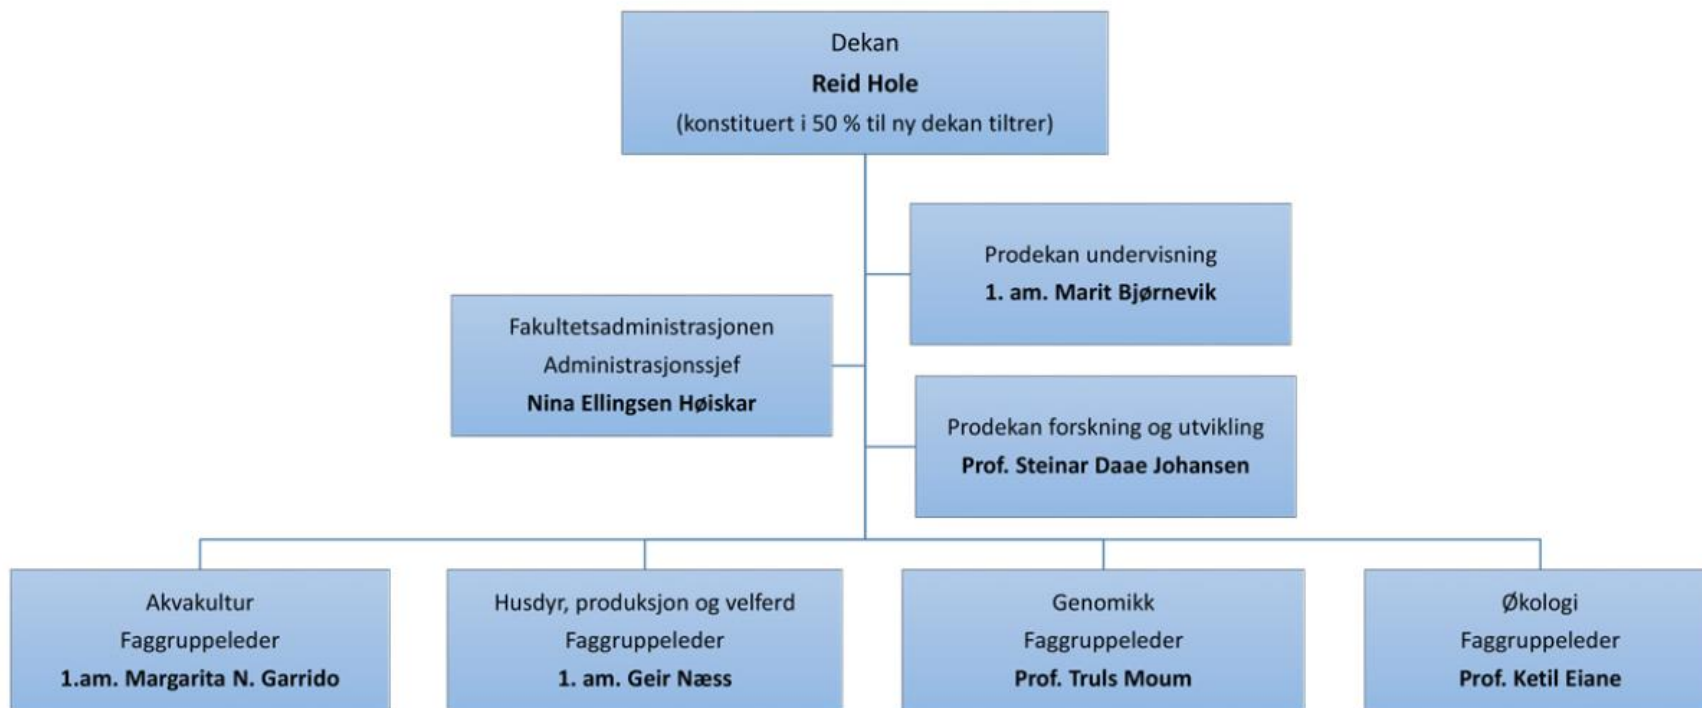 Dekan
Reid Hole
(konstituert i 50 % til ny dekan tiltrer)
Prodekan undervisning
1. am. Marit Bjørnevik
Fakultetsadministrasjonen
Administrasjonssjef
Nina Ellingsen Høiskar
Prodekan forskning og utvikling
Prof. Steinar Daae Johansen
Akvakultur
Faggruppeleder
1.am. Margarita N. Garrido
Husdyr, produksjon og velferd
Faggruppeleder
1. am. Geir Næss
Genomikk
Faggruppeleder
Prof. Truls Moum
Økologi
Faggruppeleder
Prof. Ketil Eiane